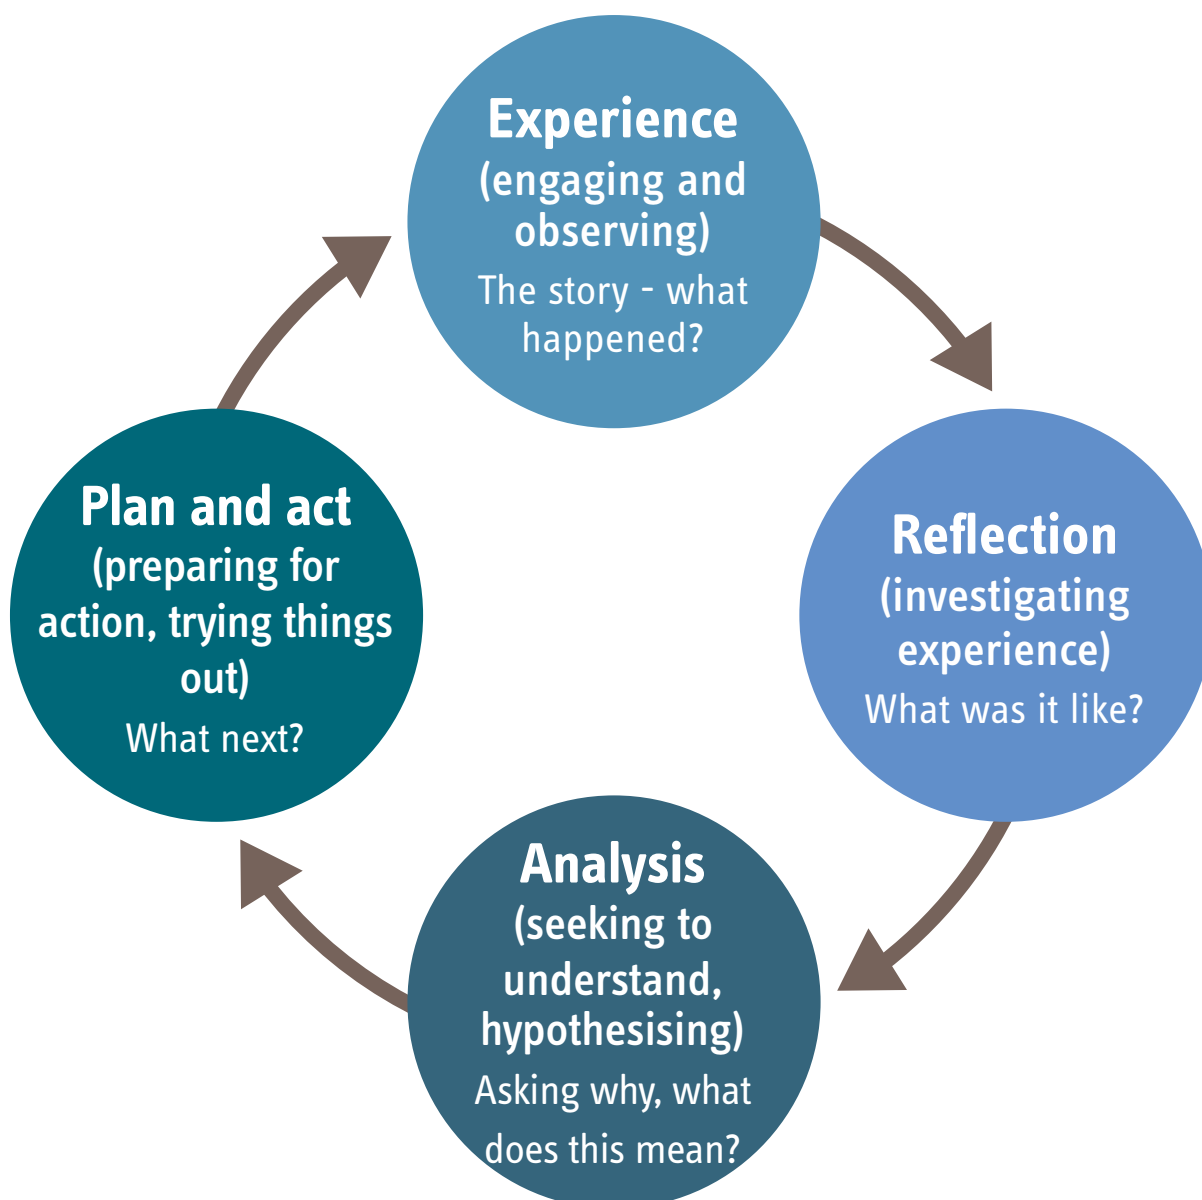 Experience
(engaging and
observing)
The story - what
happened?
Reflection
(investigating
experience)
What was it like?
Analysis
(seeking to
understand,
hypothesising)
Asking why, what
does this mean?
Plan and act
(preparing for
action, trying things
out)
What next?